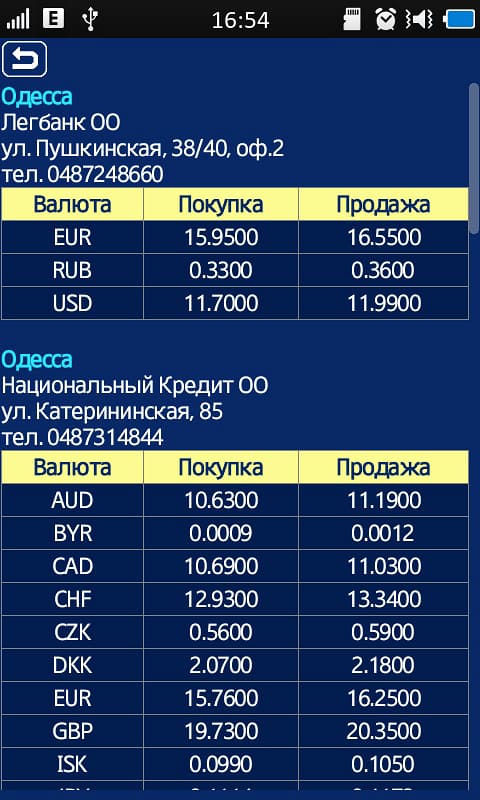 E 16:54
Одесса
Легбанк ОО
ул. Пушкинская, 38/40, оф.2
тел. 0487248660
Валюта Покупка Продажа
EUR 15.9500 16.5500
RUB 0.3300 0.3600
USD 11.7000 11.9900
Одесса
Национальный Кредит ОО
ул. Катерининская, 85
тел. 0487314844
Валюта Покупка Продажа
AUD 10.6300 11.1900
BYR 0.0009 0.0012
CAD 10.6900 11.0300
CHF 12.9300 13.3400
CZK 0.5600 0.5900
DKK 2.0700 2.1800
EUR 15.7600 16.2500
GBP 19.7300 20.3500
ISK 0.0990 0.1050